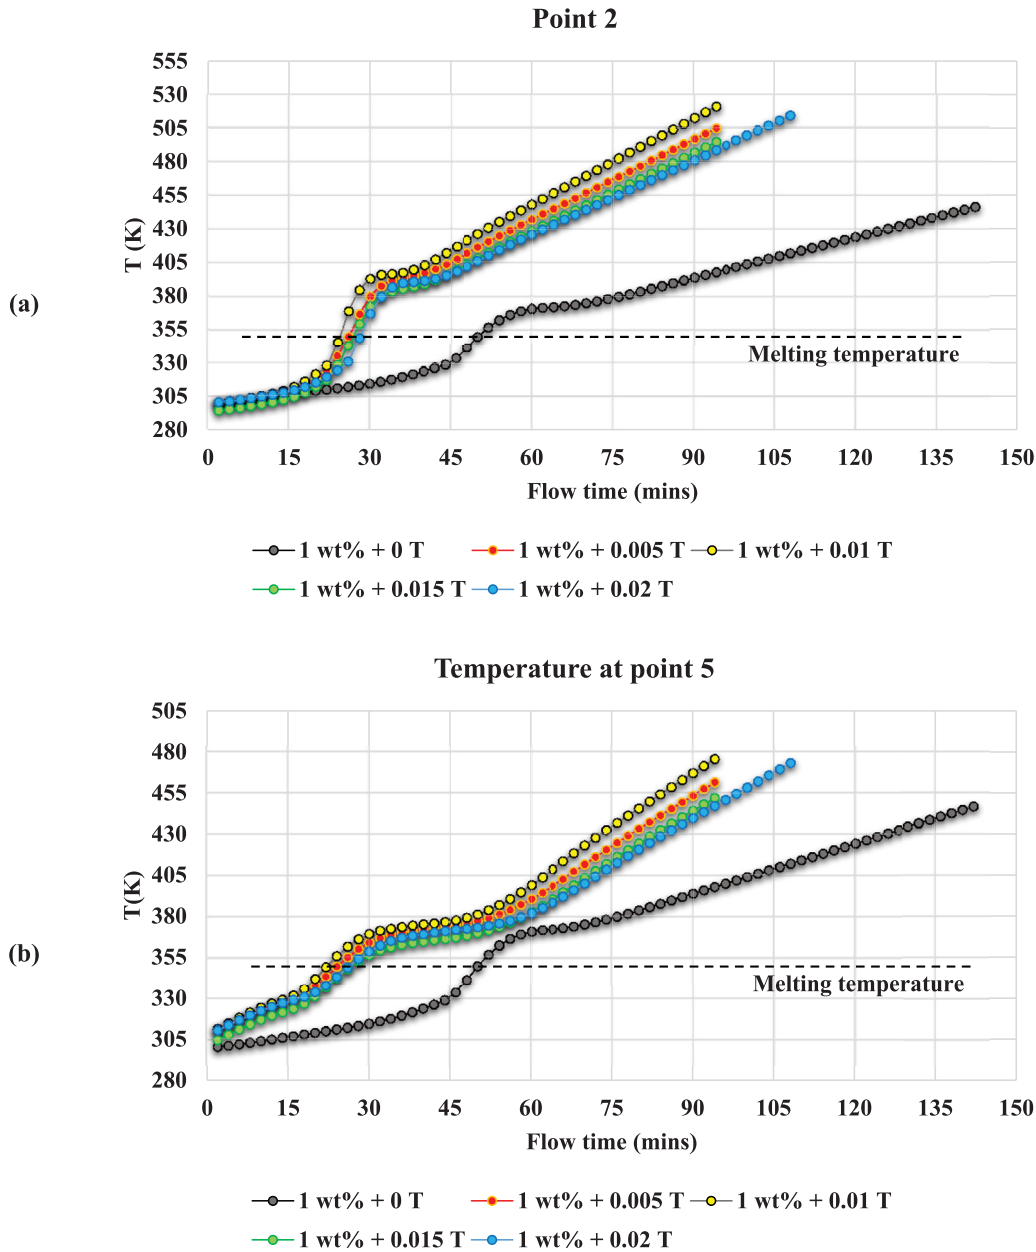 Point 2
555
530
505
480
455
430
405
380
355
330
305
280
T (K)
(a)
Melting temperature
0 15 30 45 60 75 90 105 120 135 150
Flow time (mins)
1 wt% + 0 T 1 wt% + 0.005 T 1 wt% + 0.01 T
1 wt% + 0.015 T 1 wt% + 0.02 T
Temperature at point 5
505
480
455
430
405
380
355
330
305
280
T(K)
(b)
Melting temperature
0 15 30 45 60 75 90 105 120 135 150
Flow time (mins)
1 wt% + 0 T 1 wt% + 0.005 T 1 wt% + 0.01 T
1 wt% + 0.015 T 1 wt% + 0.02 T